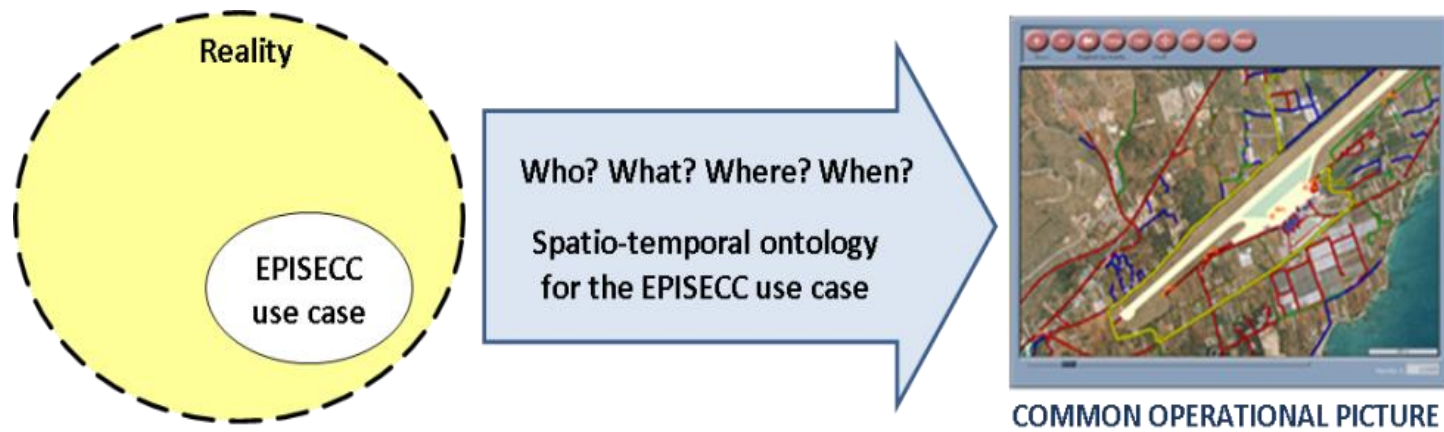 Reality
EPISECC
use case
Who? What? Where? When?
Spatio-temporal ontology
for the EPISECC use case
COMMON OPERATIONAL PICTURE